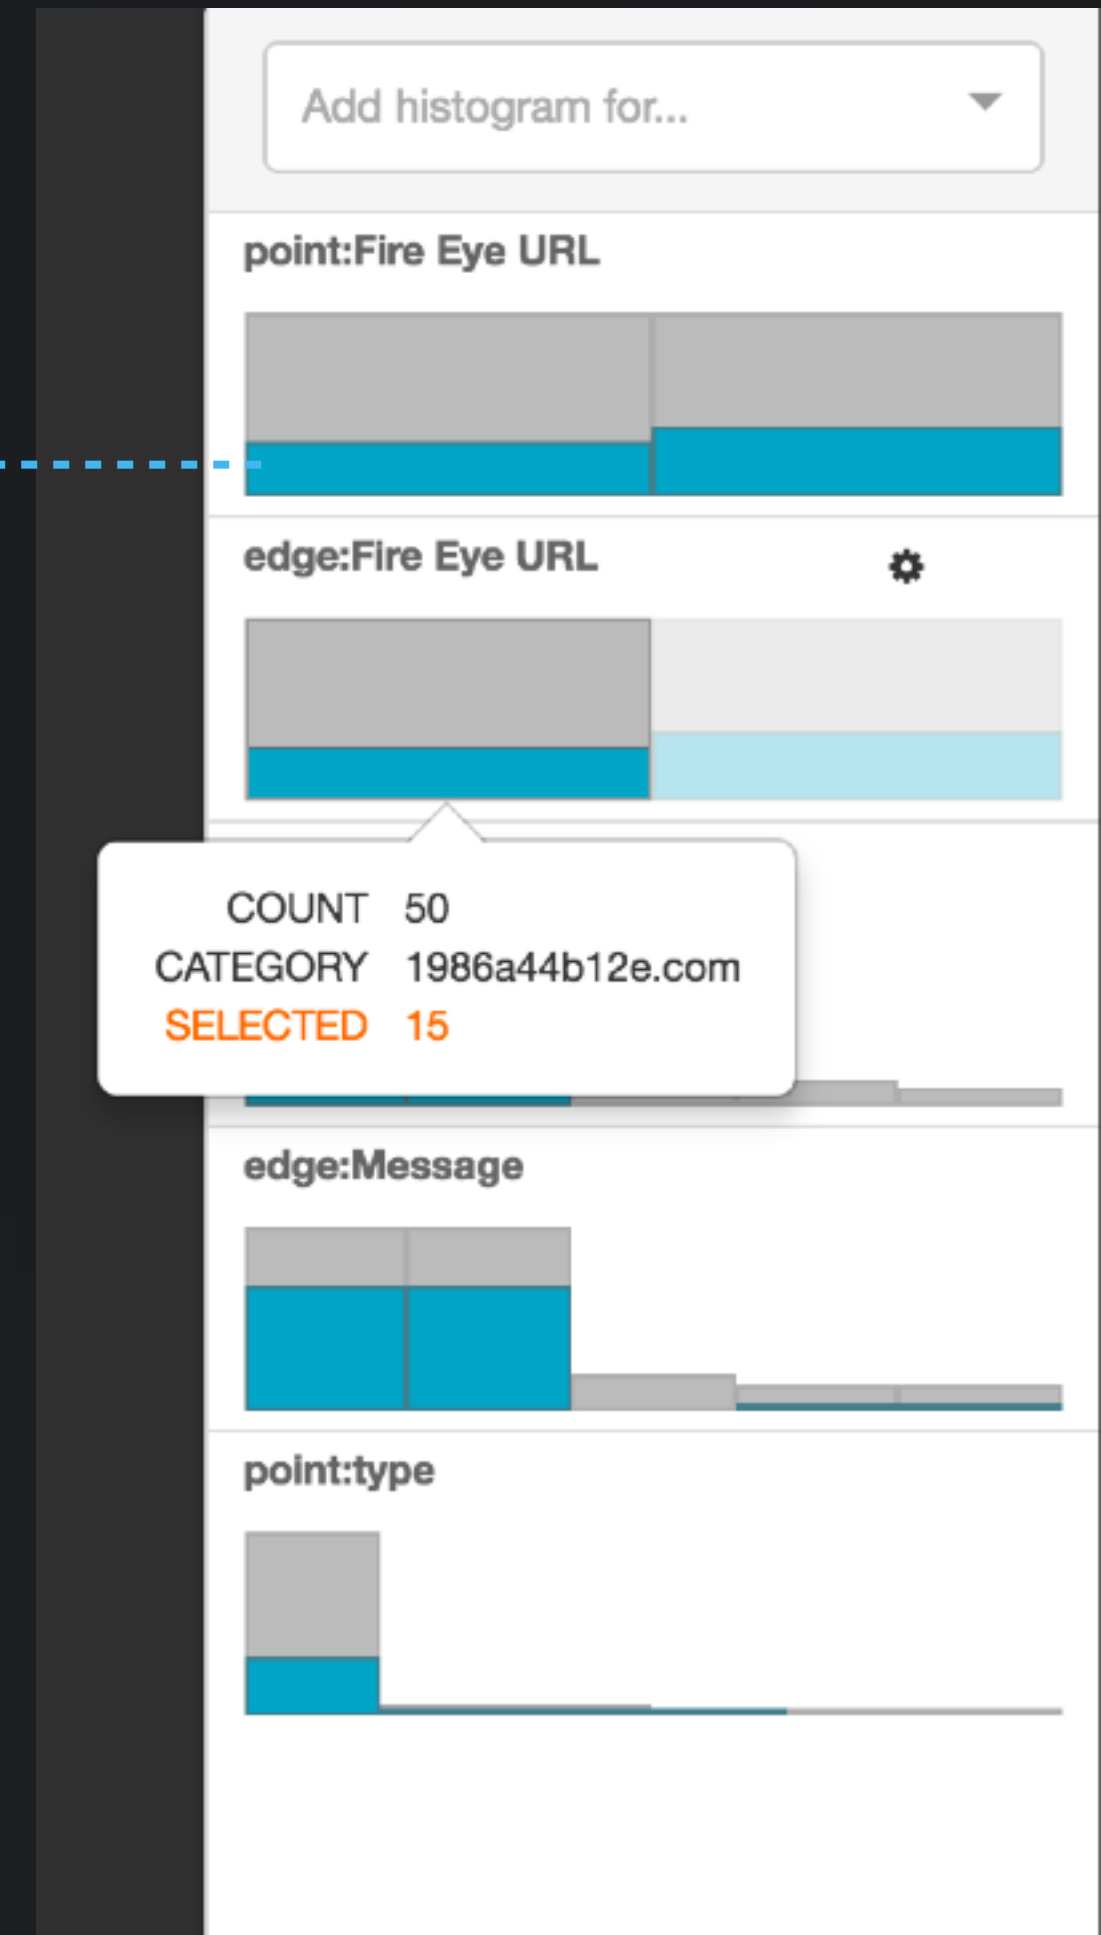 Add histogram for...
point:Fire Eye URL
edge:Fire Eye URL
COUNT 50
CATEGORY 1986a44b12e.com
SELECTED 15
edge:Message
point:type